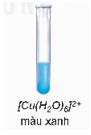 [Cu(H₂O)₆]²⁺
màu xanh